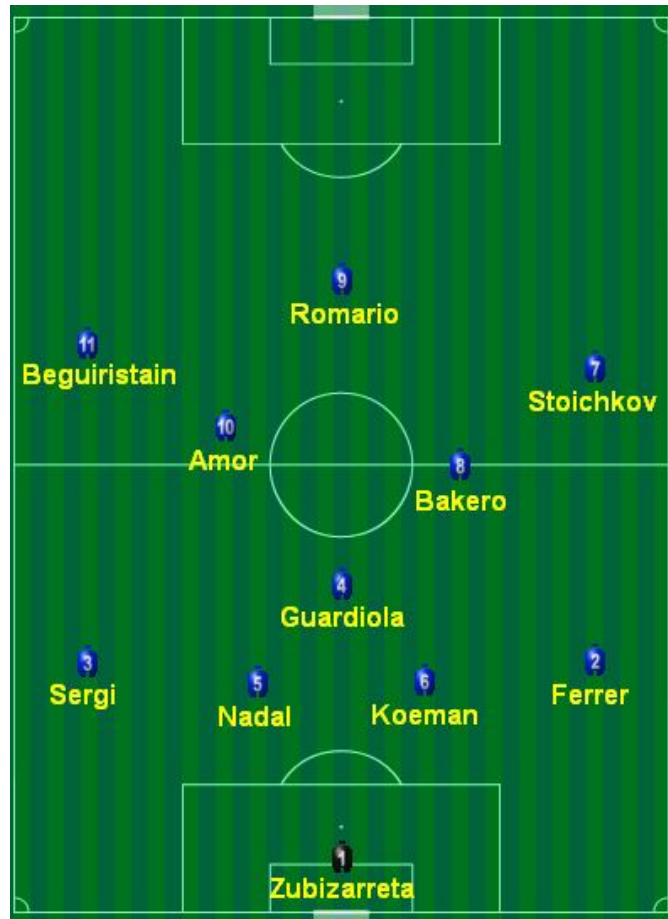 9
Romario
11
Beguiristain
7
Stoichkov
10
Amor
8
Bakero
4
Guardiola
3
Sergi
5
Nadal
6
Koeman
2
Ferrer
1
Zubizarreta